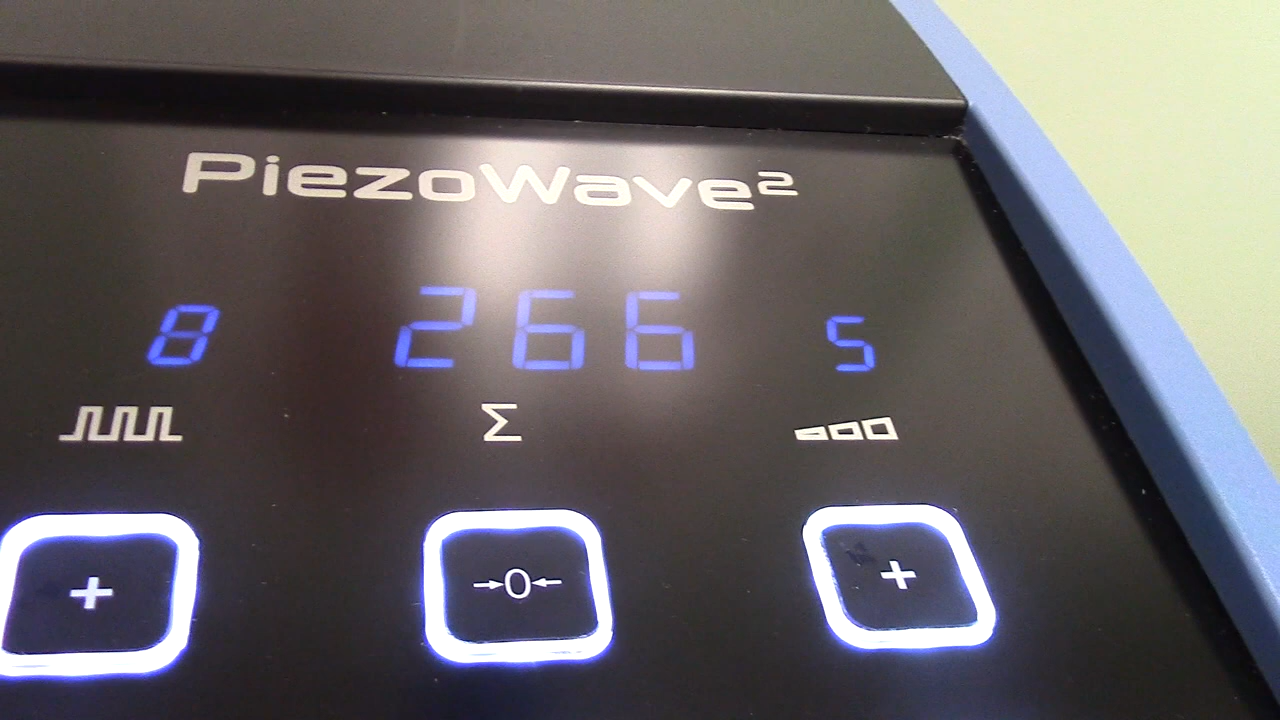 PiezoWave²
8 266 5
Σ
+ →0← +